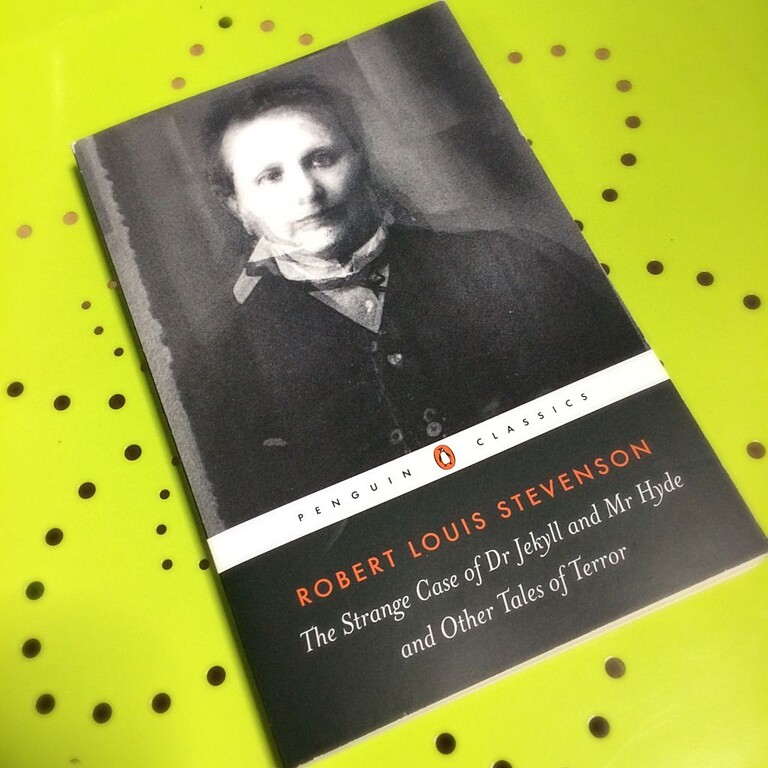 PENGUIN CLASSICS
ROBERT LOUIS STEVENSON
The Strange Case of Dr Jekyll and Mr Hyde
and Other Tales of Terror